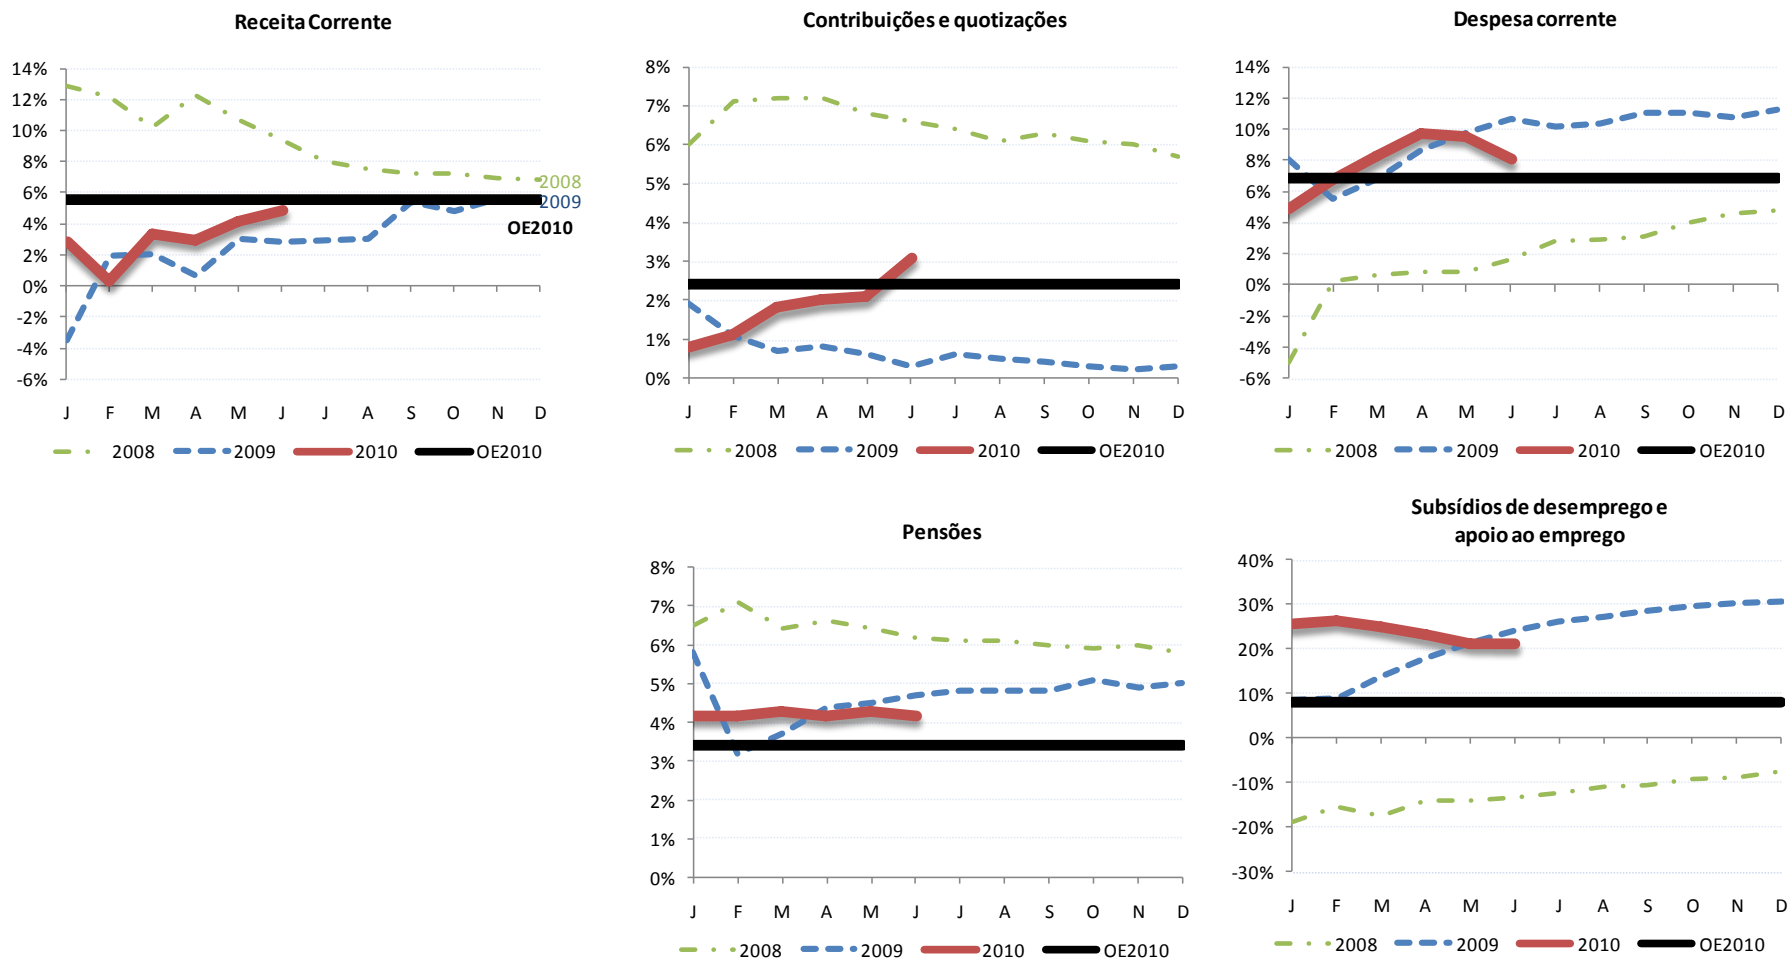 Receita Corrente
14%
12%
10%
8%
6%
4%
2%
0%
-2%
-4%
-6%
2008
2009
OE2010
J F M A M J J A S O N D
2008 2009 2010 OE2010
Contribuições e quotizações
8%
7%
6%
5%
4%
3%
2%
1%
0%
J F M A M J J A S O N D
2008 2009 2010 OE2010
Despesa corrente
14%
12%
10%
8%
6%
4%
2%
0%
-2%
-4%
-6%
J F M A M J J A S O N D
2008 2009 2010 OE2010
Pensões
8%
7%
6%
5%
4%
3%
2%
1%
0%
J F M A M J J A S O N D
2008 2009 2010 OE2010
Subsídios de desemprego e
apoio ao emprego
40%
30%
20%
10%
0%
-10%
-20%
-30%
J F M A M J J A S O N D
2008 2009 2010 OE2010